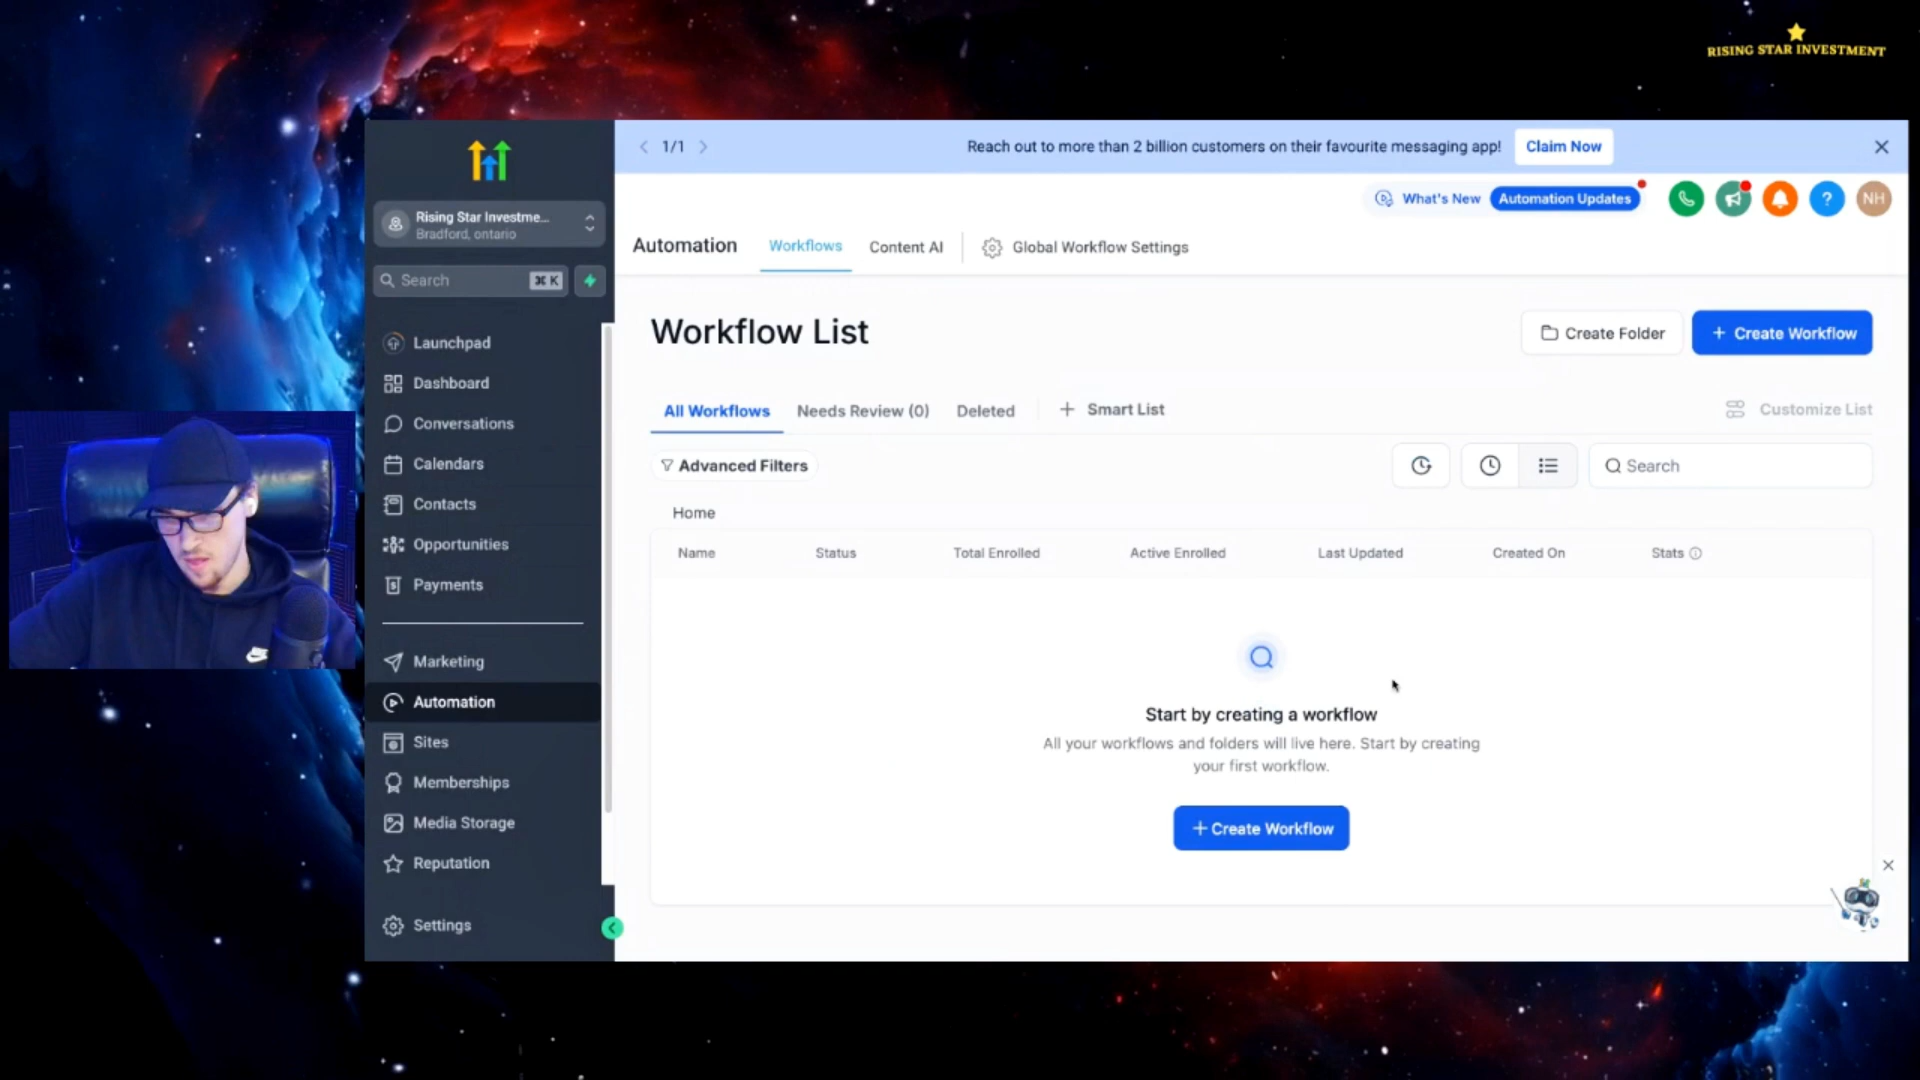 RISING STAR INVESTMENT
1/1
Reach out to more than 2 billion customers on their favourite messaging app!
Claim Now
Rising Star Investme...
Bradford, ontario
What's New
Automation Updates
?
NH
Automation
Workflows
Content AI
Global Workflow Settings
Search
⌘ K
Launchpad
Dashboard
Conversations
Calendars
Contacts
Opportunities
Payments
Marketing
Automation
Sites
Memberships
Media Storage
Reputation
Settings
Workflow List
Create Folder
+ Create Workflow
All Workflows
Needs Review (0)
Deleted
+ Smart List
Customize List
Advanced Filters
Search
Home
Name
Status
Total Enrolled
Active Enrolled
Last Updated
Created On
Stats
Start by creating a workflow
All your workflows and folders will live here. Start by creating
your first workflow.
+ Create Workflow